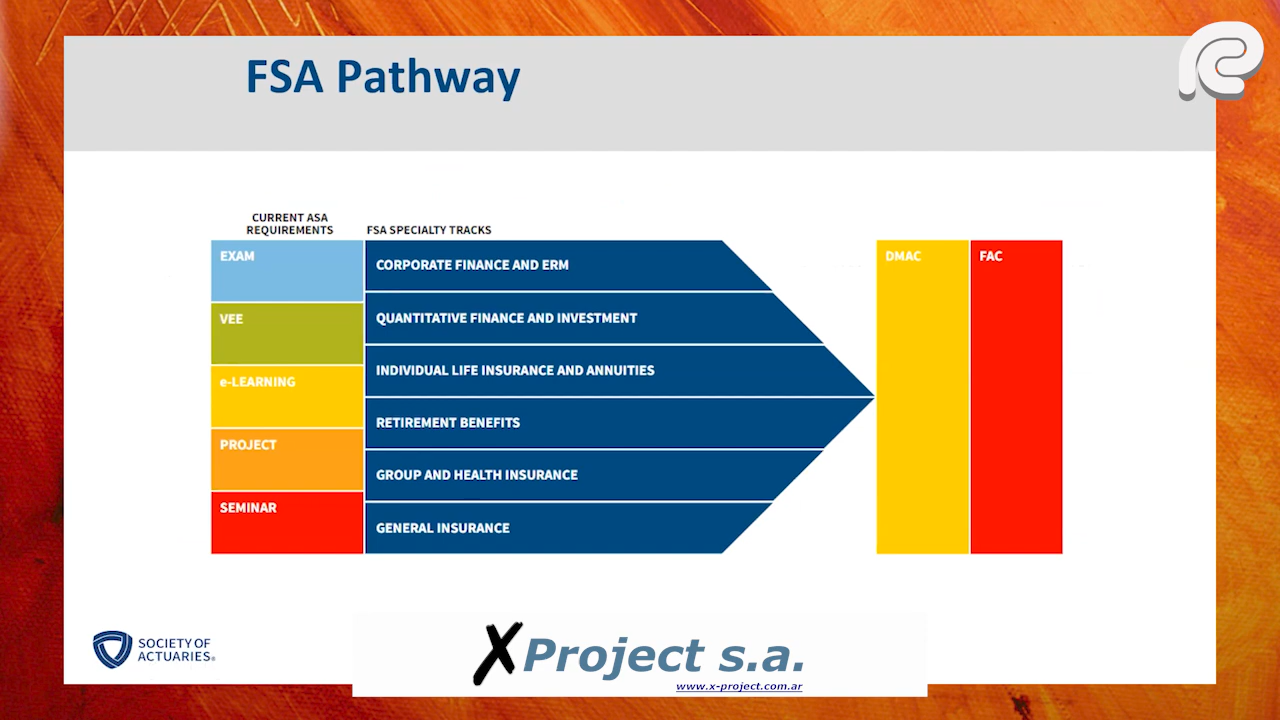 FSA Pathway
CURRENT ASA
REQUIREMENTS
FSA SPECIALTY TRACKS
EXAM
VEE
e-LEARNING
PROJECT
SEMINAR
CORPORATE FINANCE AND ERM
QUANTITATIVE FINANCE AND INVESTMENT
INDIVIDUAL LIFE INSURANCE AND ANNUITIES
RETIREMENT BENEFITS
GROUP AND HEALTH INSURANCE
GENERAL INSURANCE
DMAC
FAC
SOCIETY OF
ACTUARIES®
X Project s.a.
www.x-project.com.ar